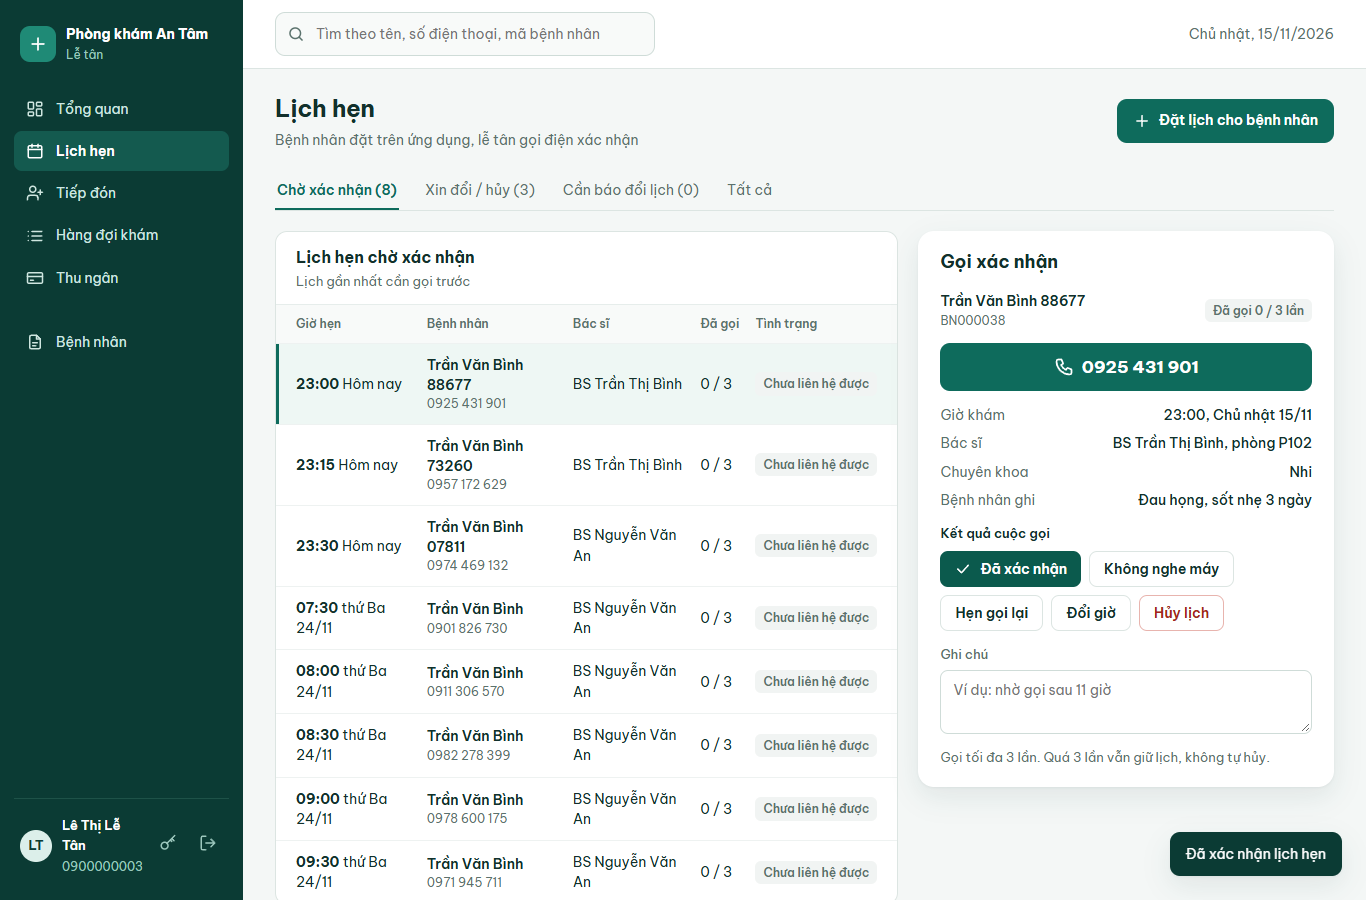 Phòng khám An Tâm
Lễ tân
Tổng quan
Lịch hẹn
Tiếp đón
Hàng đợi khám
Thu ngân
Bệnh nhân
LT
Lê Thị Lễ
Tân
0900000003
Tìm theo tên, số điện thoại, mã bệnh nhân
Chủ nhật, 15/11/2026
Lịch hẹn
Bệnh nhân đặt trên ứng dụng, lễ tân gọi điện xác nhận
Đặt lịch cho bệnh nhân
Chờ xác nhận (8) Xin đổi / hủy (3) Cần báo đổi lịch (0) Tất cả
Lịch hẹn chờ xác nhận
Lịch gần nhất cần gọi trước
Giờ hẹn Bệnh nhân Bác sĩ Đã gọi Tình trạng
23:00 Hôm nay Trần Văn Bình 88677 0925 431 901 BS Trần Thị Bình 0 / 3 Chưa liên hệ được
23:15 Hôm nay Trần Văn Bình 73260 0957 172 629 BS Trần Thị Bình 0 / 3 Chưa liên hệ được
23:30 Hôm nay Trần Văn Bình 07811 0974 469 132 BS Nguyễn Văn An 0 / 3 Chưa liên hệ được
07:30 thứ Ba 24/11 Trần Văn Bình 0901 826 730 BS Nguyễn Văn An 0 / 3 Chưa liên hệ được
08:00 thứ Ba 24/11 Trần Văn Bình 0911 306 570 BS Nguyễn Văn An 0 / 3 Chưa liên hệ được
08:30 thứ Ba 24/11 Trần Văn Bình 0982 278 399 BS Nguyễn Văn An 0 / 3 Chưa liên hệ được
09:00 thứ Ba 24/11 Trần Văn Bình 0978 600 175 BS Nguyễn Văn An 0 / 3 Chưa liên hệ được
09:30 thứ Ba 24/11 Trần Văn Bình 0971 945 711 BS Nguyễn Văn An 0 / 3 Chưa liên hệ được
Gọi xác nhận
Trần Văn Bình 88677
BN000038
Đã gọi 0 / 3 lần
0925 431 901
Giờ khám 23:00, Chủ nhật 15/11
Bác sĩ BS Trần Thị Bình, phòng P102
Chuyên khoa Nhi
Bệnh nhân ghi Đau họng, sốt nhẹ 3 ngày
Kết quả cuộc gọi
Đã xác nhận Không nghe máy
Hẹn gọi lại Đổi giờ Hủy lịch
Ghi chú
Ví dụ: nhờ gọi sau 11 giờ
Gọi tối đa 3 lần. Quá 3 lần vẫn giữ lịch, không tự hủy.
Đã xác nhận lịch hẹn